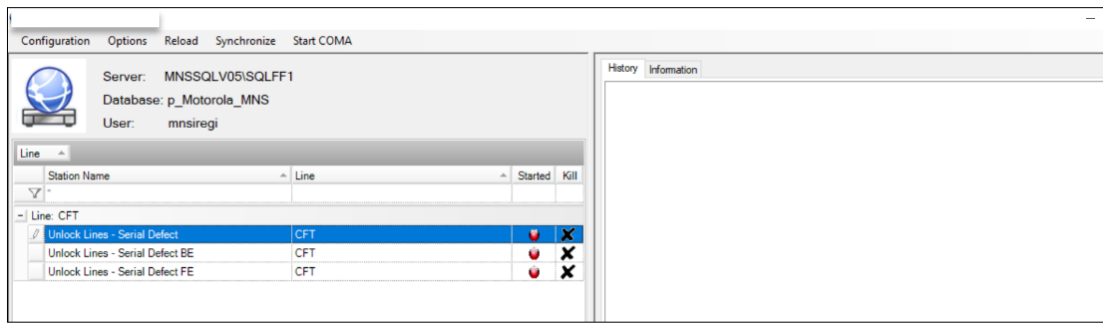 Configuration Options Reload Synchronize Start COMA
Server: MNSSQLV05\SQLFF1
Database: p_Motorola_MNS
User: mnsiregi
History Information
Line
Station Name Line Started Kill
Line: CFT
Unlock Lines - Serial Defect CFT
Unlock Lines - Serial Defect BE CFT
Unlock Lines - Serial Defect FE CFT